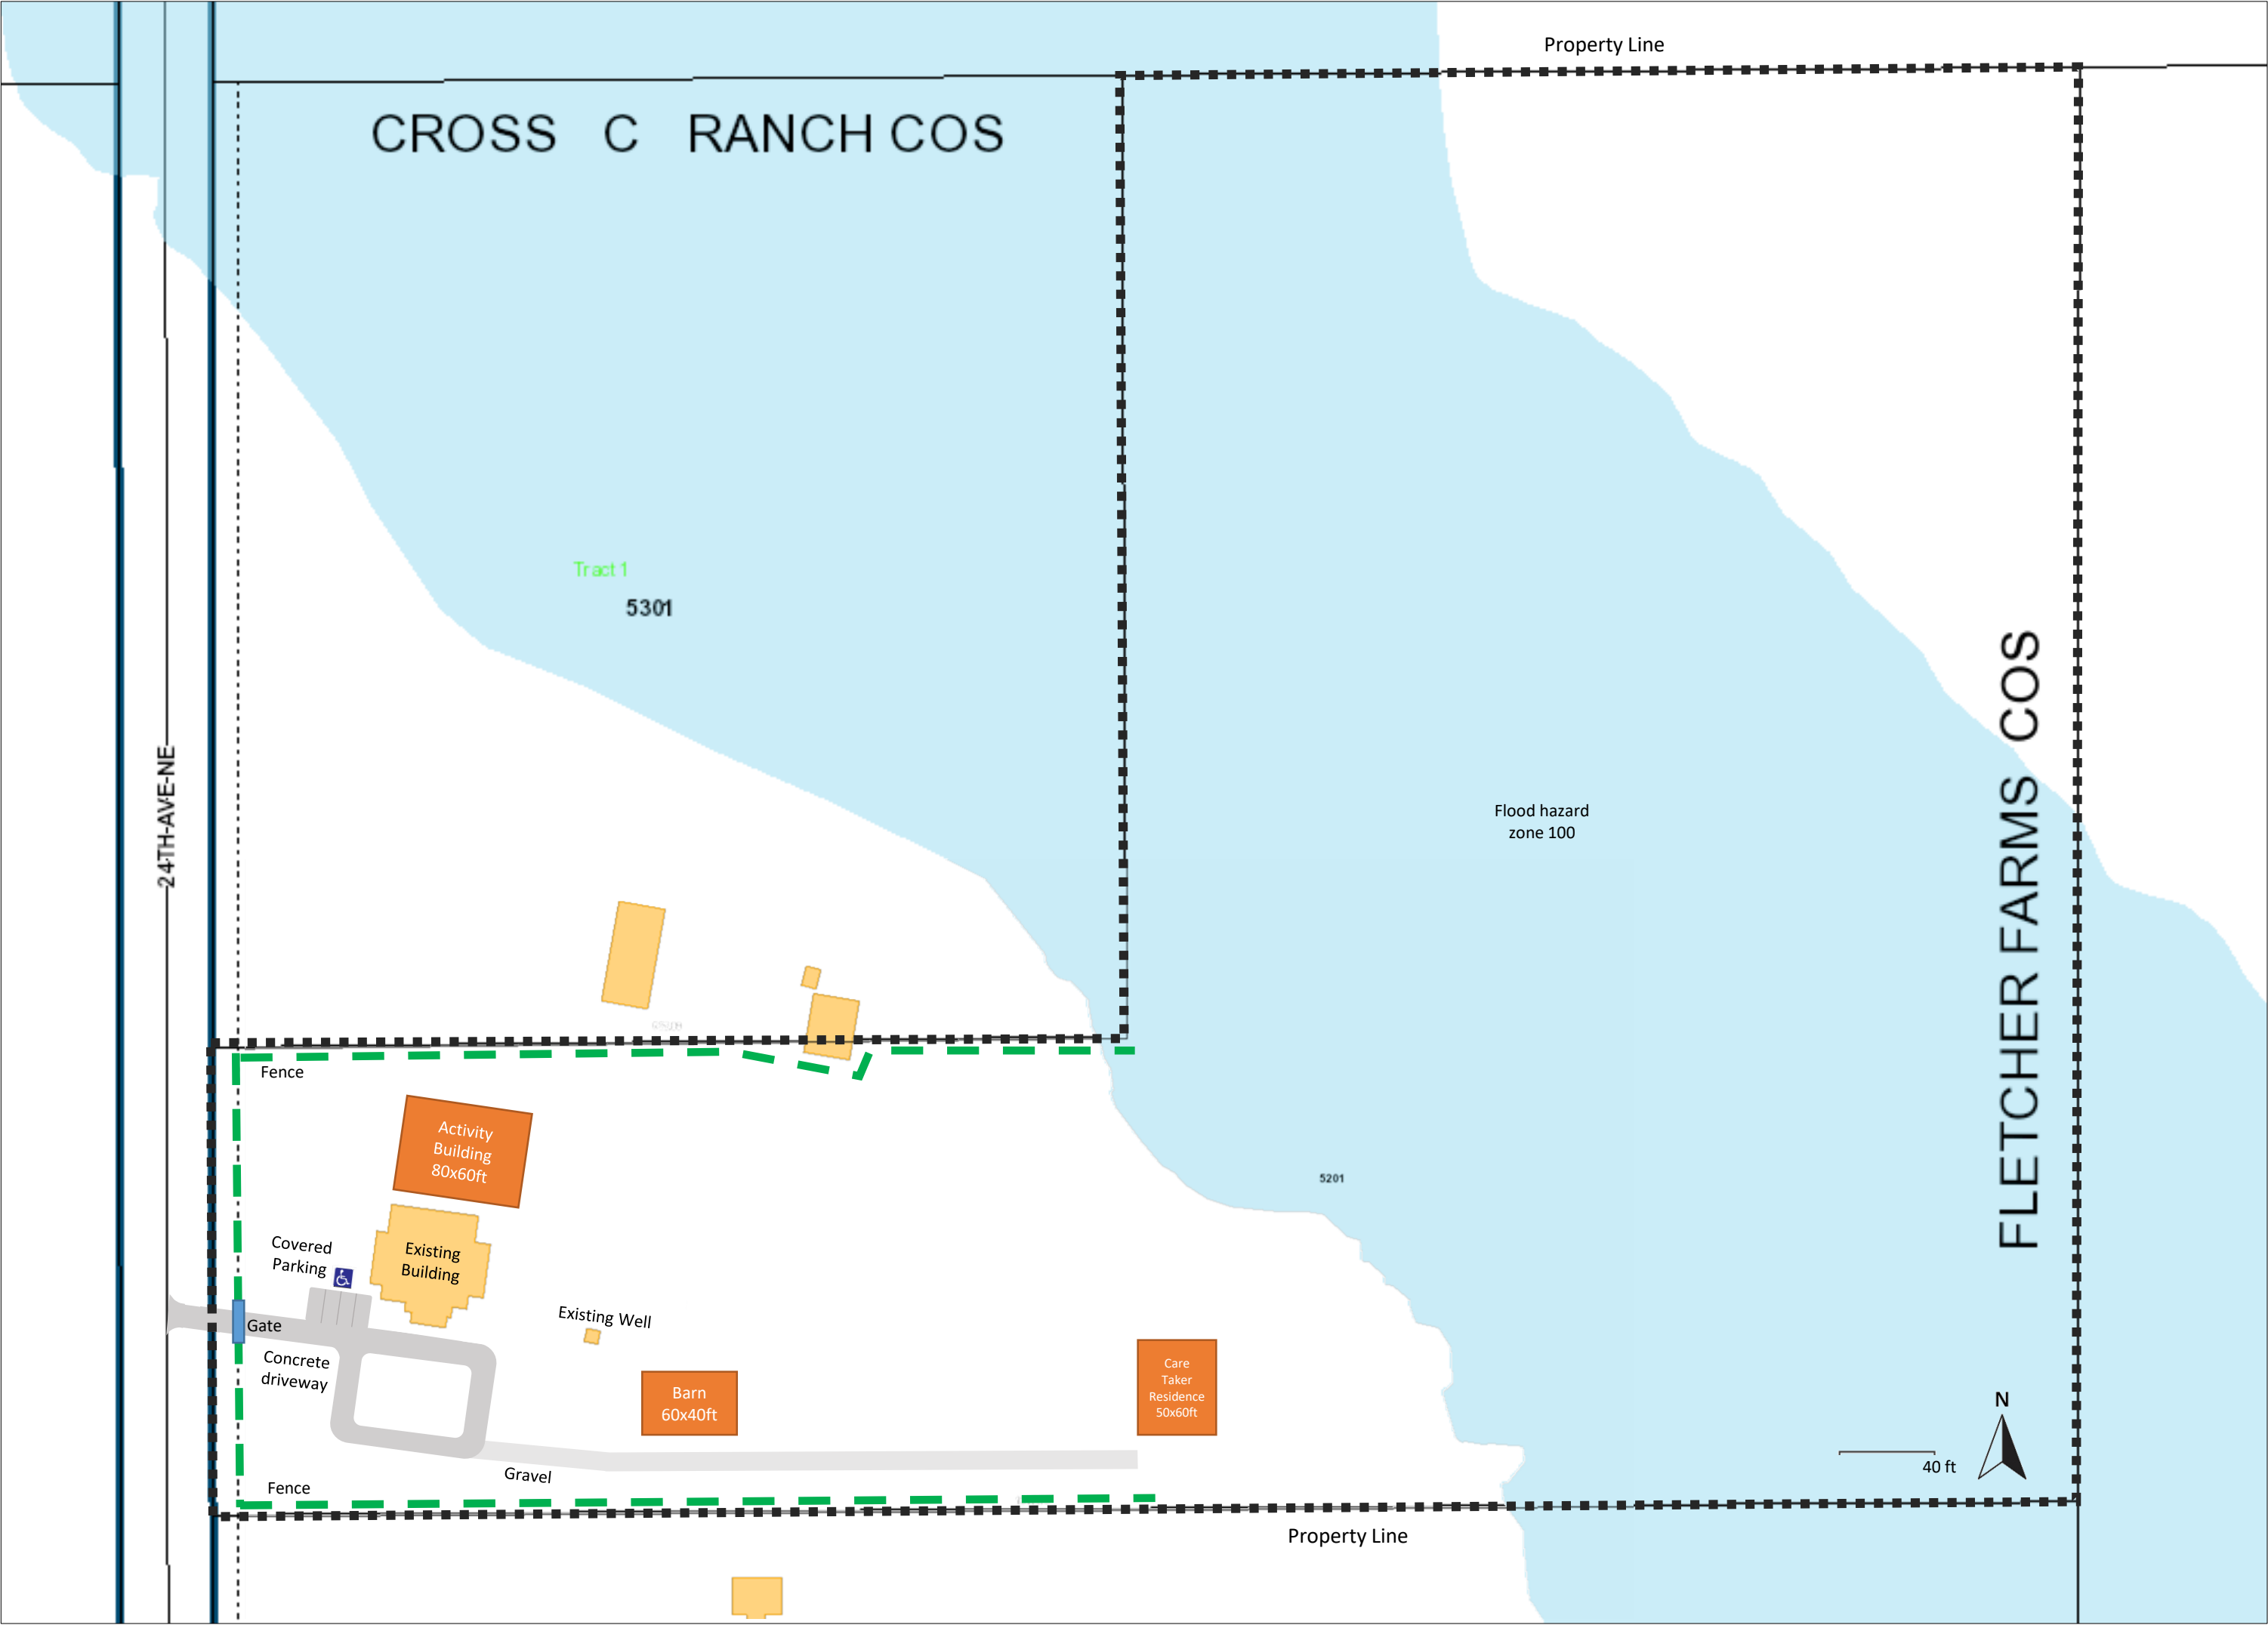 Property Line
CROSS C RANCH COS
Tract 1
5301
24TH-AVE-NE
Flood hazard
zone 100
FLETCHER FARMS COS
Fence
Activity
Building
80x60ft
5201
Covered
Parking
Existing
Building
Existing Well
Gate
Concrete
driveway
Barn
60x40ft
Care
Taker
Residence
50x60ft
N
40 ft
Gravel
Fence
Property Line